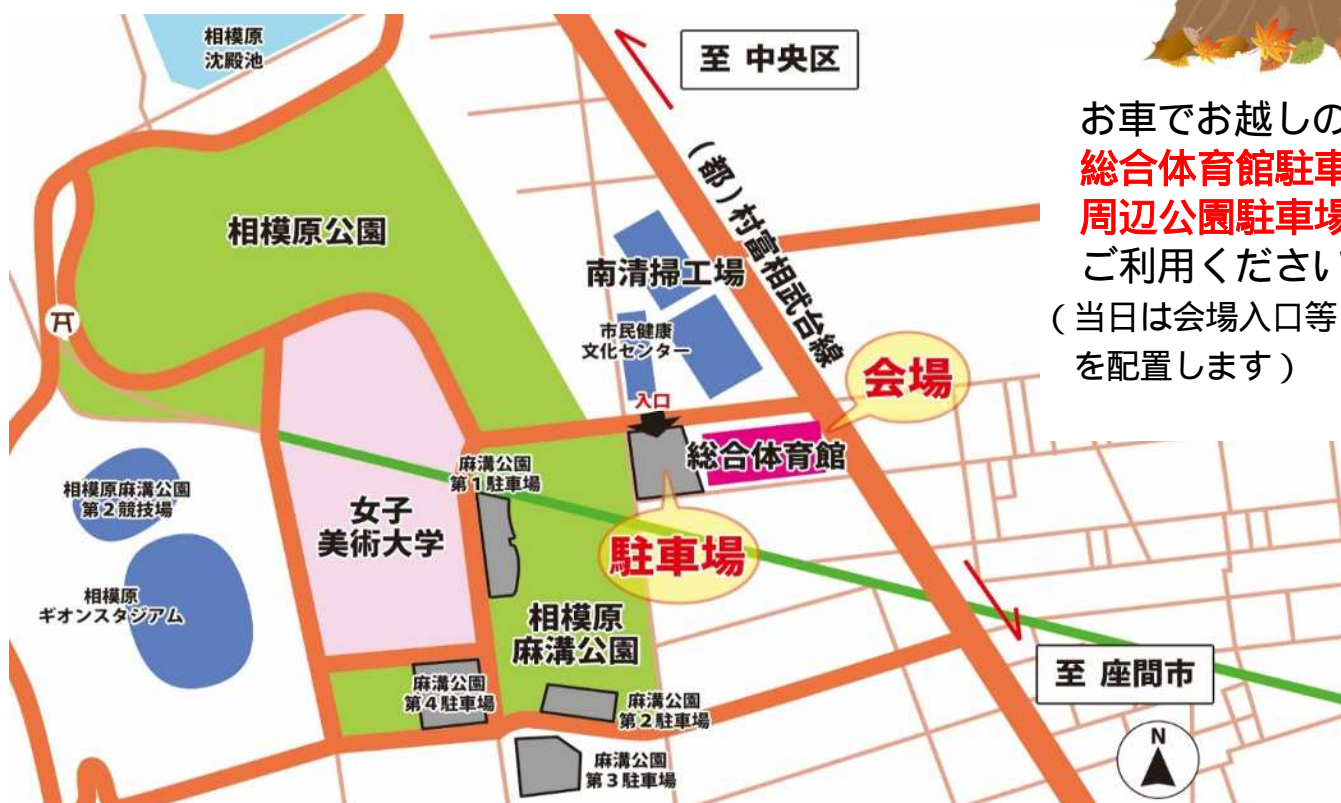 相模原
沈殿池
至 中央区
お車でお越しの
総合体育館駐車
周辺公園駐車場
ご利用ください
（当日は会場入口等
を配置します）
(都)村富相武台線
相模原公園
南清掃工場
市民健康
文化センター
会場
入口
総合体育館
麻溝公園
第1駐車場
相模原麻溝公園
第2競技場
女子
美術大学
駐車場
相模原
ギオンスタジアム
相模原
麻溝公園
至 座間市
麻溝公園
第4駐車場
麻溝公園
第2駐車場
麻溝公園
第3駐車場
N